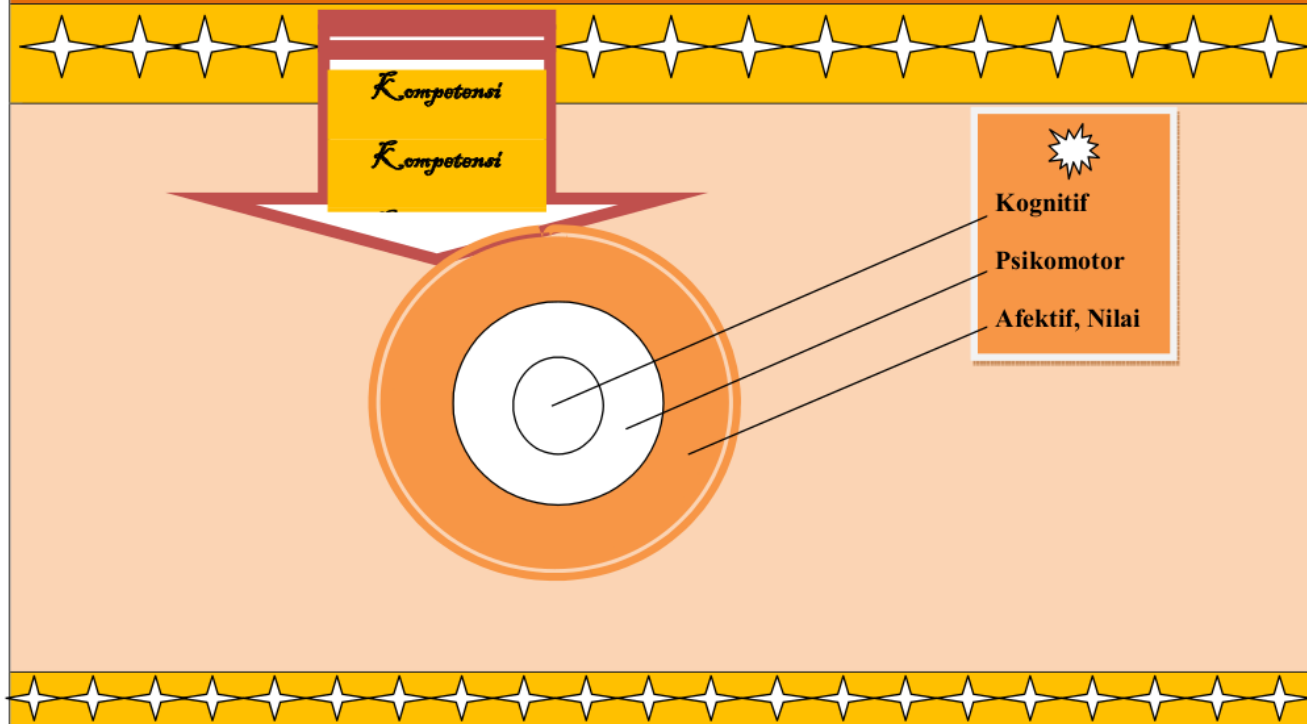 Kompetensi
Kompetensi
Kognitif
Psikomotor
Afektif, Nilai